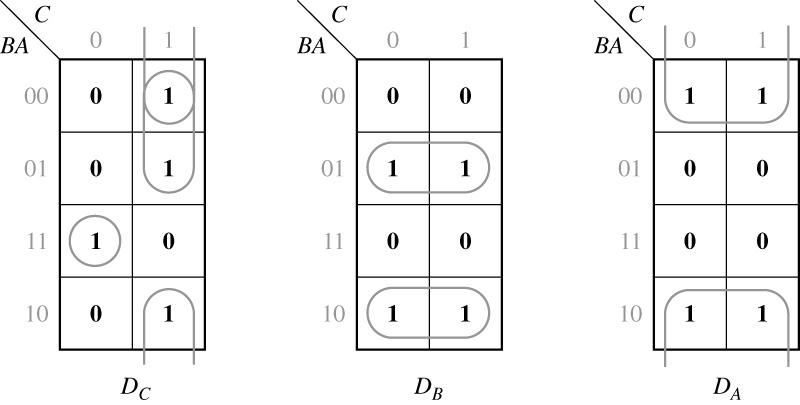 C C C
BA 0 1 BA 0 1 BA 0 1
00 0 1 00 0 0 00 1 1
01 0 1 01 1 1 01 0 0
11 1 0 11 0 0 11 0 0
10 0 1 10 1 1 10 1 1
D_C D_B D_A